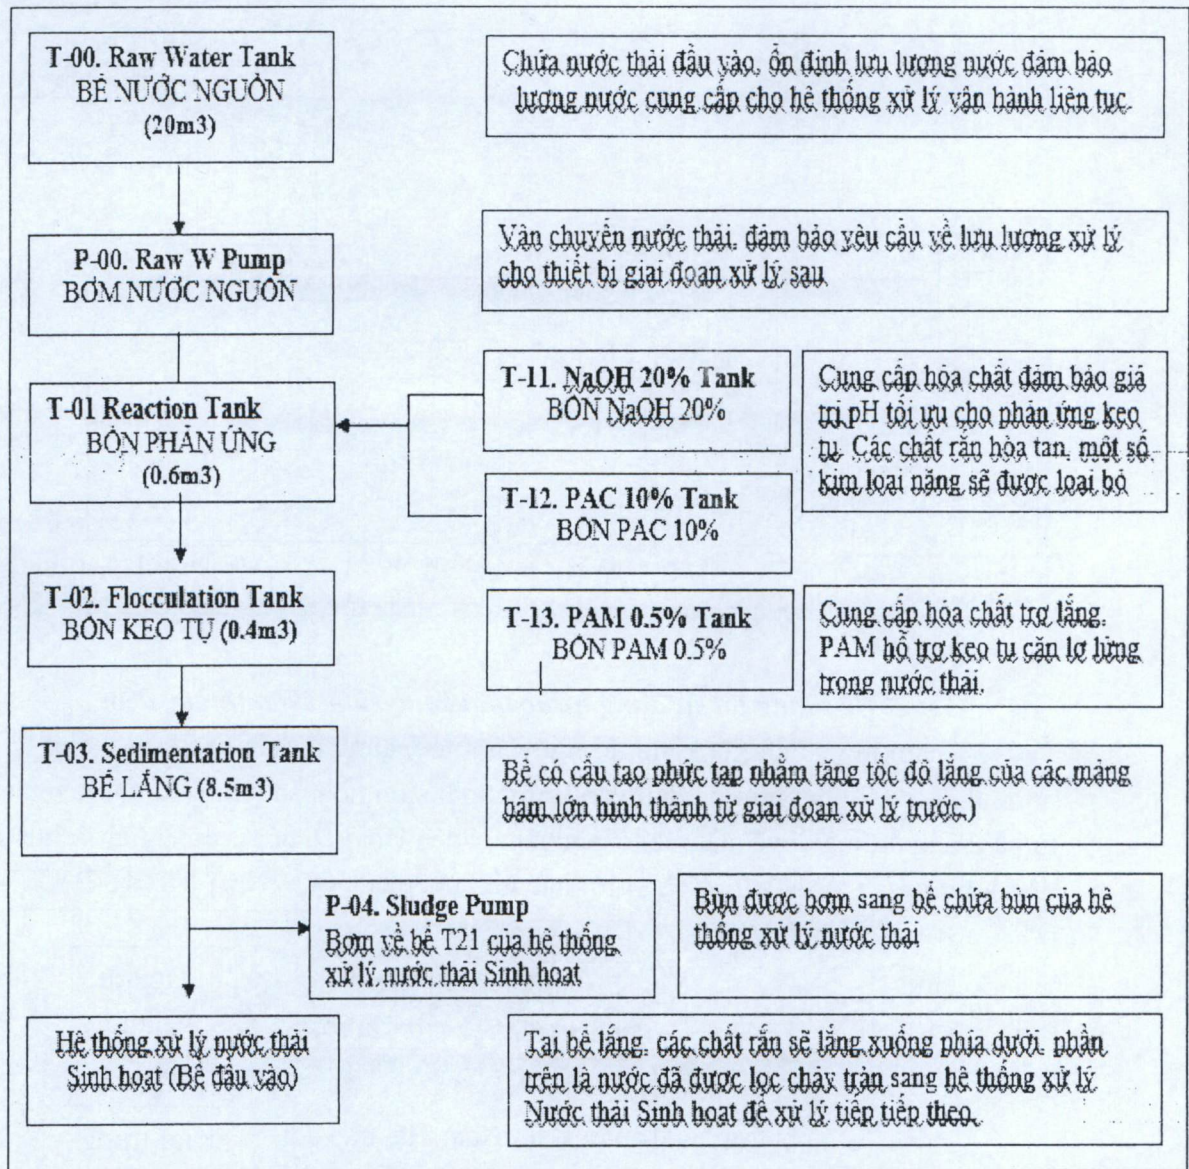 T-00. Raw Water Tank
BỂ NƯỚC NGUỒN
(20m3)
Chứa nước thải đầu vào, ổn định lưu lượng nước đảm bảo
lượng nước cung cấp cho hệ thống xử lý vận hành liên tục.
P-00. Raw W Pump
BƠM NƯỚC NGUỒN
Vận chuyển nước thải, đảm bảo yêu cầu về lưu lượng xử lý
cho thiết bị giai đoạn xử lý sau
T-01 Reaction Tank
BỒN PHẢN ỨNG
(0.6m3)
T-11. NaOH 20% Tank
BỒN NaOH 20%
T-12. PAC 10% Tank
BỒN PAC 10%
Cung cấp hóa chất đảm bảo giá
trị pH tối ưu cho phản ứng keo
tụ. Các chất rắn hòa tan, một số
kim loại nặng sẽ được loại bỏ
T-02. Flocculation Tank
BỒN KEO TỤ (0.4m3)
T-13. PAM 0.5% Tank
BỒN PAM 0.5%
Cung cấp hóa chất trợ lắng.
PAM hỗ trợ keo tụ cặn lơ lửng
trong nước thải.
T-03. Sedimentation Tank
BỂ LẮNG (8.5m3)
Bể có cấu tạo phức tạp nhằm tăng tốc độ lắng của các mảng
bám lớn hình thành từ giai đoạn xử lý trước.)
P-04. Sludge Pump
Bơm về bể T21 của hệ thống
xử lý nước thải Sinh hoạt
Bùn được bơm sang bể chứa bùn của hệ
thống xử lý nước thải
Hệ thống xử lý nước thải
Sinh hoạt (Bể đầu vào)
Tại bể lắng, các chất rắn sẽ lắng xuống phía dưới, phần
trên là nước đã được lọc chảy tràn sang hệ thống xử lý
Nước thải Sinh hoạt để xử lý tiếp tiếp theo.